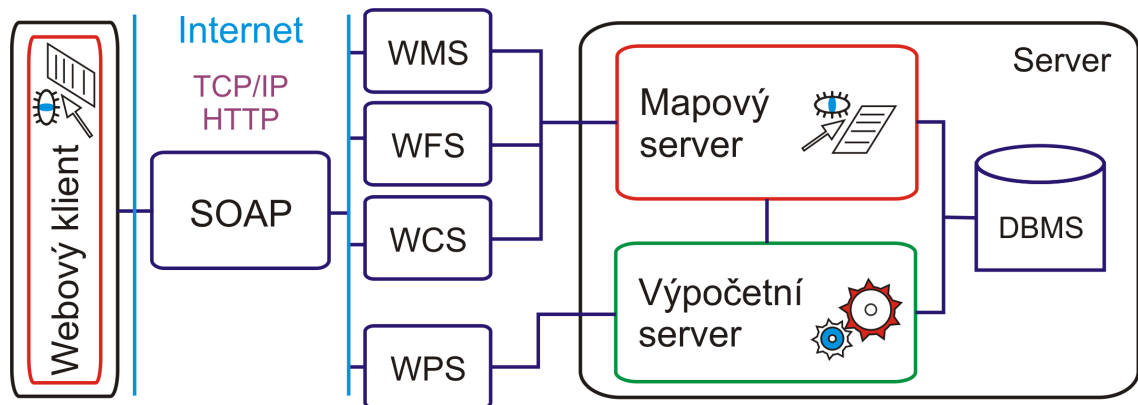 Webový klient
Internet
TCP/IP
HTTP
SOAP
WMS
WFS
WCS
WPS
Server
Mapový
server
Výpočetní
server
DBMS